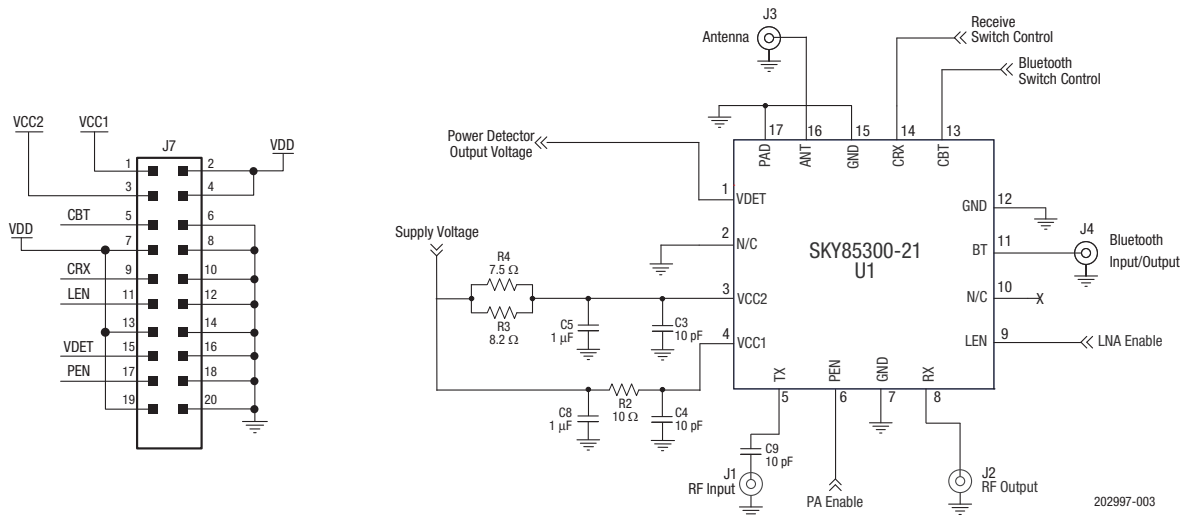 VCC2
VCC1
J7
VDD
1
2
3
4
CBT
5
6
VDD
7
8
CRX
9
10
LEN
11
12
13
14
VDET
15
16
PEN
17
18
19
20
J3
Antenna
Receive
Switch Control
Bluetooth
Switch Control
Power Detector
Output Voltage
17
16
15
14
13
PAD
ANT
GND
CRX
CBT
1
VDET
2
N/C
3
VCC2
4
VCC1
SKY85300-21
U1
GND
12
BT
11
N/C
10
X
LEN
9
J4
Bluetooth
Input/Output
LNA Enable
Supply Voltage
R4
7.5 Ω
R3
8.2 Ω
C5
1 µF
C3
10 pF
C8
1 µF
R2
10 Ω
C4
10 pF
TX
PEN
GND
RX
5
6
7
8
C9
10 pF
J1
RF Input
PA Enable
J2
RF Output
202997-003